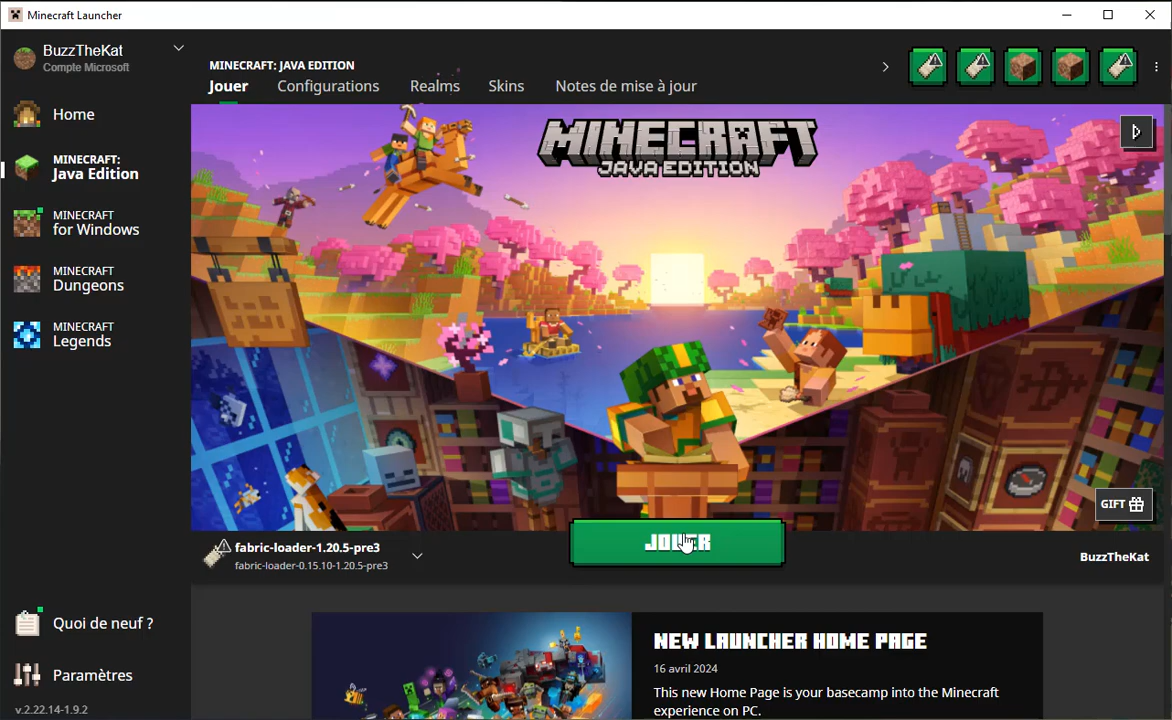 Minecraft Launcher
BuzzTheKat
Compte Microsoft
Home
MINECRAFT:
Java Edition
MINECRAFT
for Windows
MINECRAFT
Dungeons
MINECRAFT
Legends
Quoi de neuf ?
Paramètres
v.2.22.14-1.9.2
MINECRAFT: JAVA EDITION
Jouer Configurations Realms Skins Notes de mise à jour
MINECRAFT
JAVA EDITION
GIFT
fabric-loader-1.20.5-pre3
fabric-loader-0.15.10-1.20.5-pre3
JOUER
BuzzTheKat
NEW LAUNCHER HOME PAGE
16 avril 2024
This new Home Page is your basecamp into the Minecraft
experience on PC.